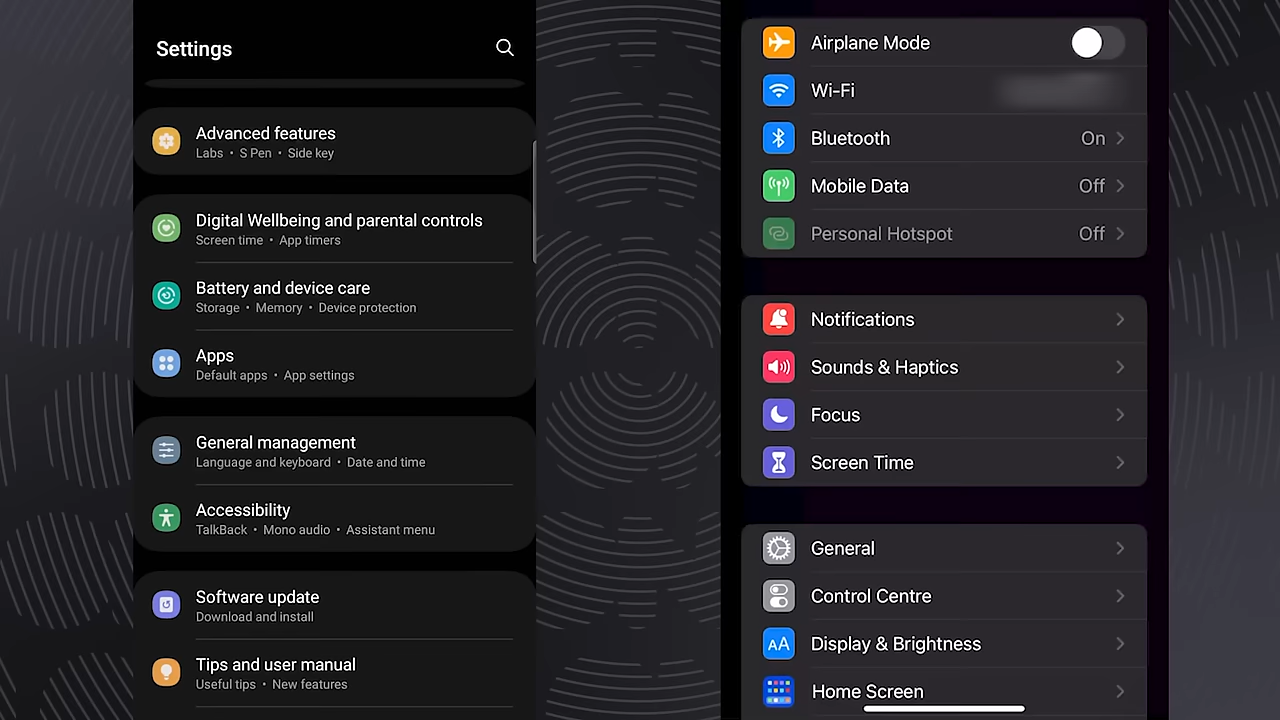 Settings
Advanced features
Labs • S Pen • Side key
Digital Wellbeing and parental controls
Screen time • App timers
Battery and device care
Storage • Memory • Device protection
Apps
Default apps • App settings
General management
Language and keyboard • Date and time
Accessibility
TalkBack • Mono audio • Assistant menu
Software update
Download and install
Tips and user manual
Useful tips • New features
Airplane Mode
Wi-Fi
Bluetooth On
Mobile Data Off
Personal Hotspot Off
Notifications
Sounds & Haptics
Focus
Screen Time
General
Control Centre
AA Display & Brightness
Home Screen